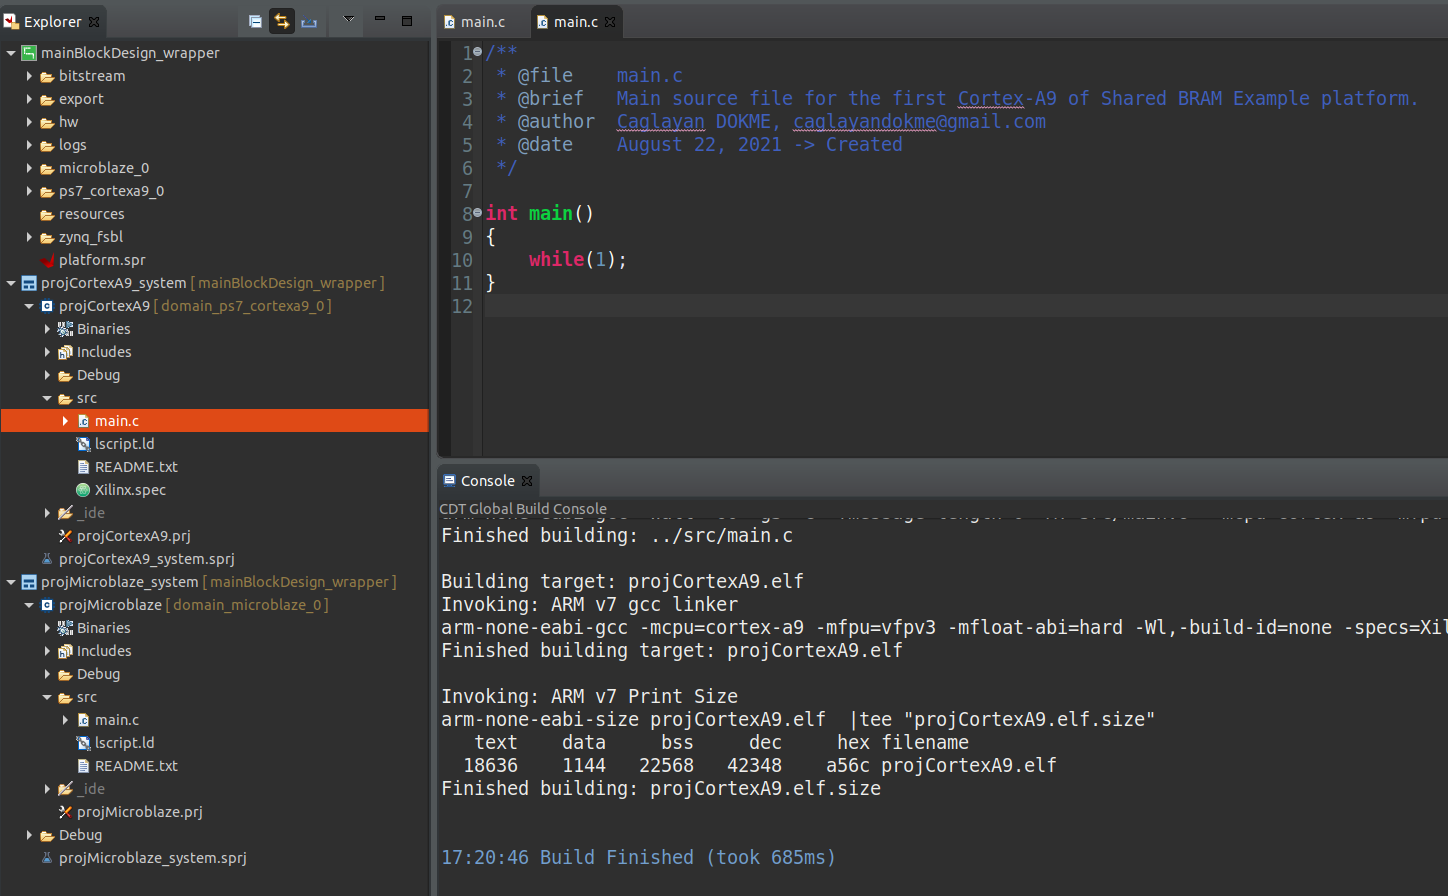 Explorer
mainBlockDesign_wrapper
bitstream
export
hw
logs
microblaze_0
ps7_cortexa9_0
resources
zynq_fsbl
platform.spr
projCortexA9_system [ mainBlockDesign_wrapper ]
projCortexA9 [ domain_ps7_cortexa9_0 ]
Binaries
Includes
Debug
src
main.c
lscript.ld
README.txt
Xilinx.spec
_ide
projCortexA9.prj
projCortexA9_system.sprj
projMicroblaze_system [ mainBlockDesign_wrapper ]
projMicroblaze [ domain_microblaze_0 ]
Binaries
Includes
Debug
src
main.c
lscript.ld
README.txt
_ide
projMicroblaze.prj
Debug
projMicroblaze_system.sprj
main.c main.c
1 /**
2 * @file main.c
3 * @brief Main source file for the first Cortex-A9 of Shared BRAM Example platform.
4 * @author Caglayan DOKME, caglayandokme@gmail.com
5 * @date August 22, 2021 -> Created
6 */
7
8 int main()
9 {
10 while(1);
11 }
12
Console
CDT Global Build Console
Finished building: ../src/main.c
Building target: projCortexA9.elf
Invoking: ARM v7 gcc linker
arm-none-eabi-gcc -mcpu=cortex-a9 -mfpu=vfpv3 -mfloat-abi=hard -Wl,-build-id=none -specs=Xil
Finished building target: projCortexA9.elf
Invoking: ARM v7 Print Size
arm-none-eabi-size projCortexA9.elf |tee "projCortexA9.elf.size"
text data bss dec hex filename
18636 1144 22568 42348 a56c projCortexA9.elf
Finished building: projCortexA9.elf.size
17:20:46 Build Finished (took 685ms)